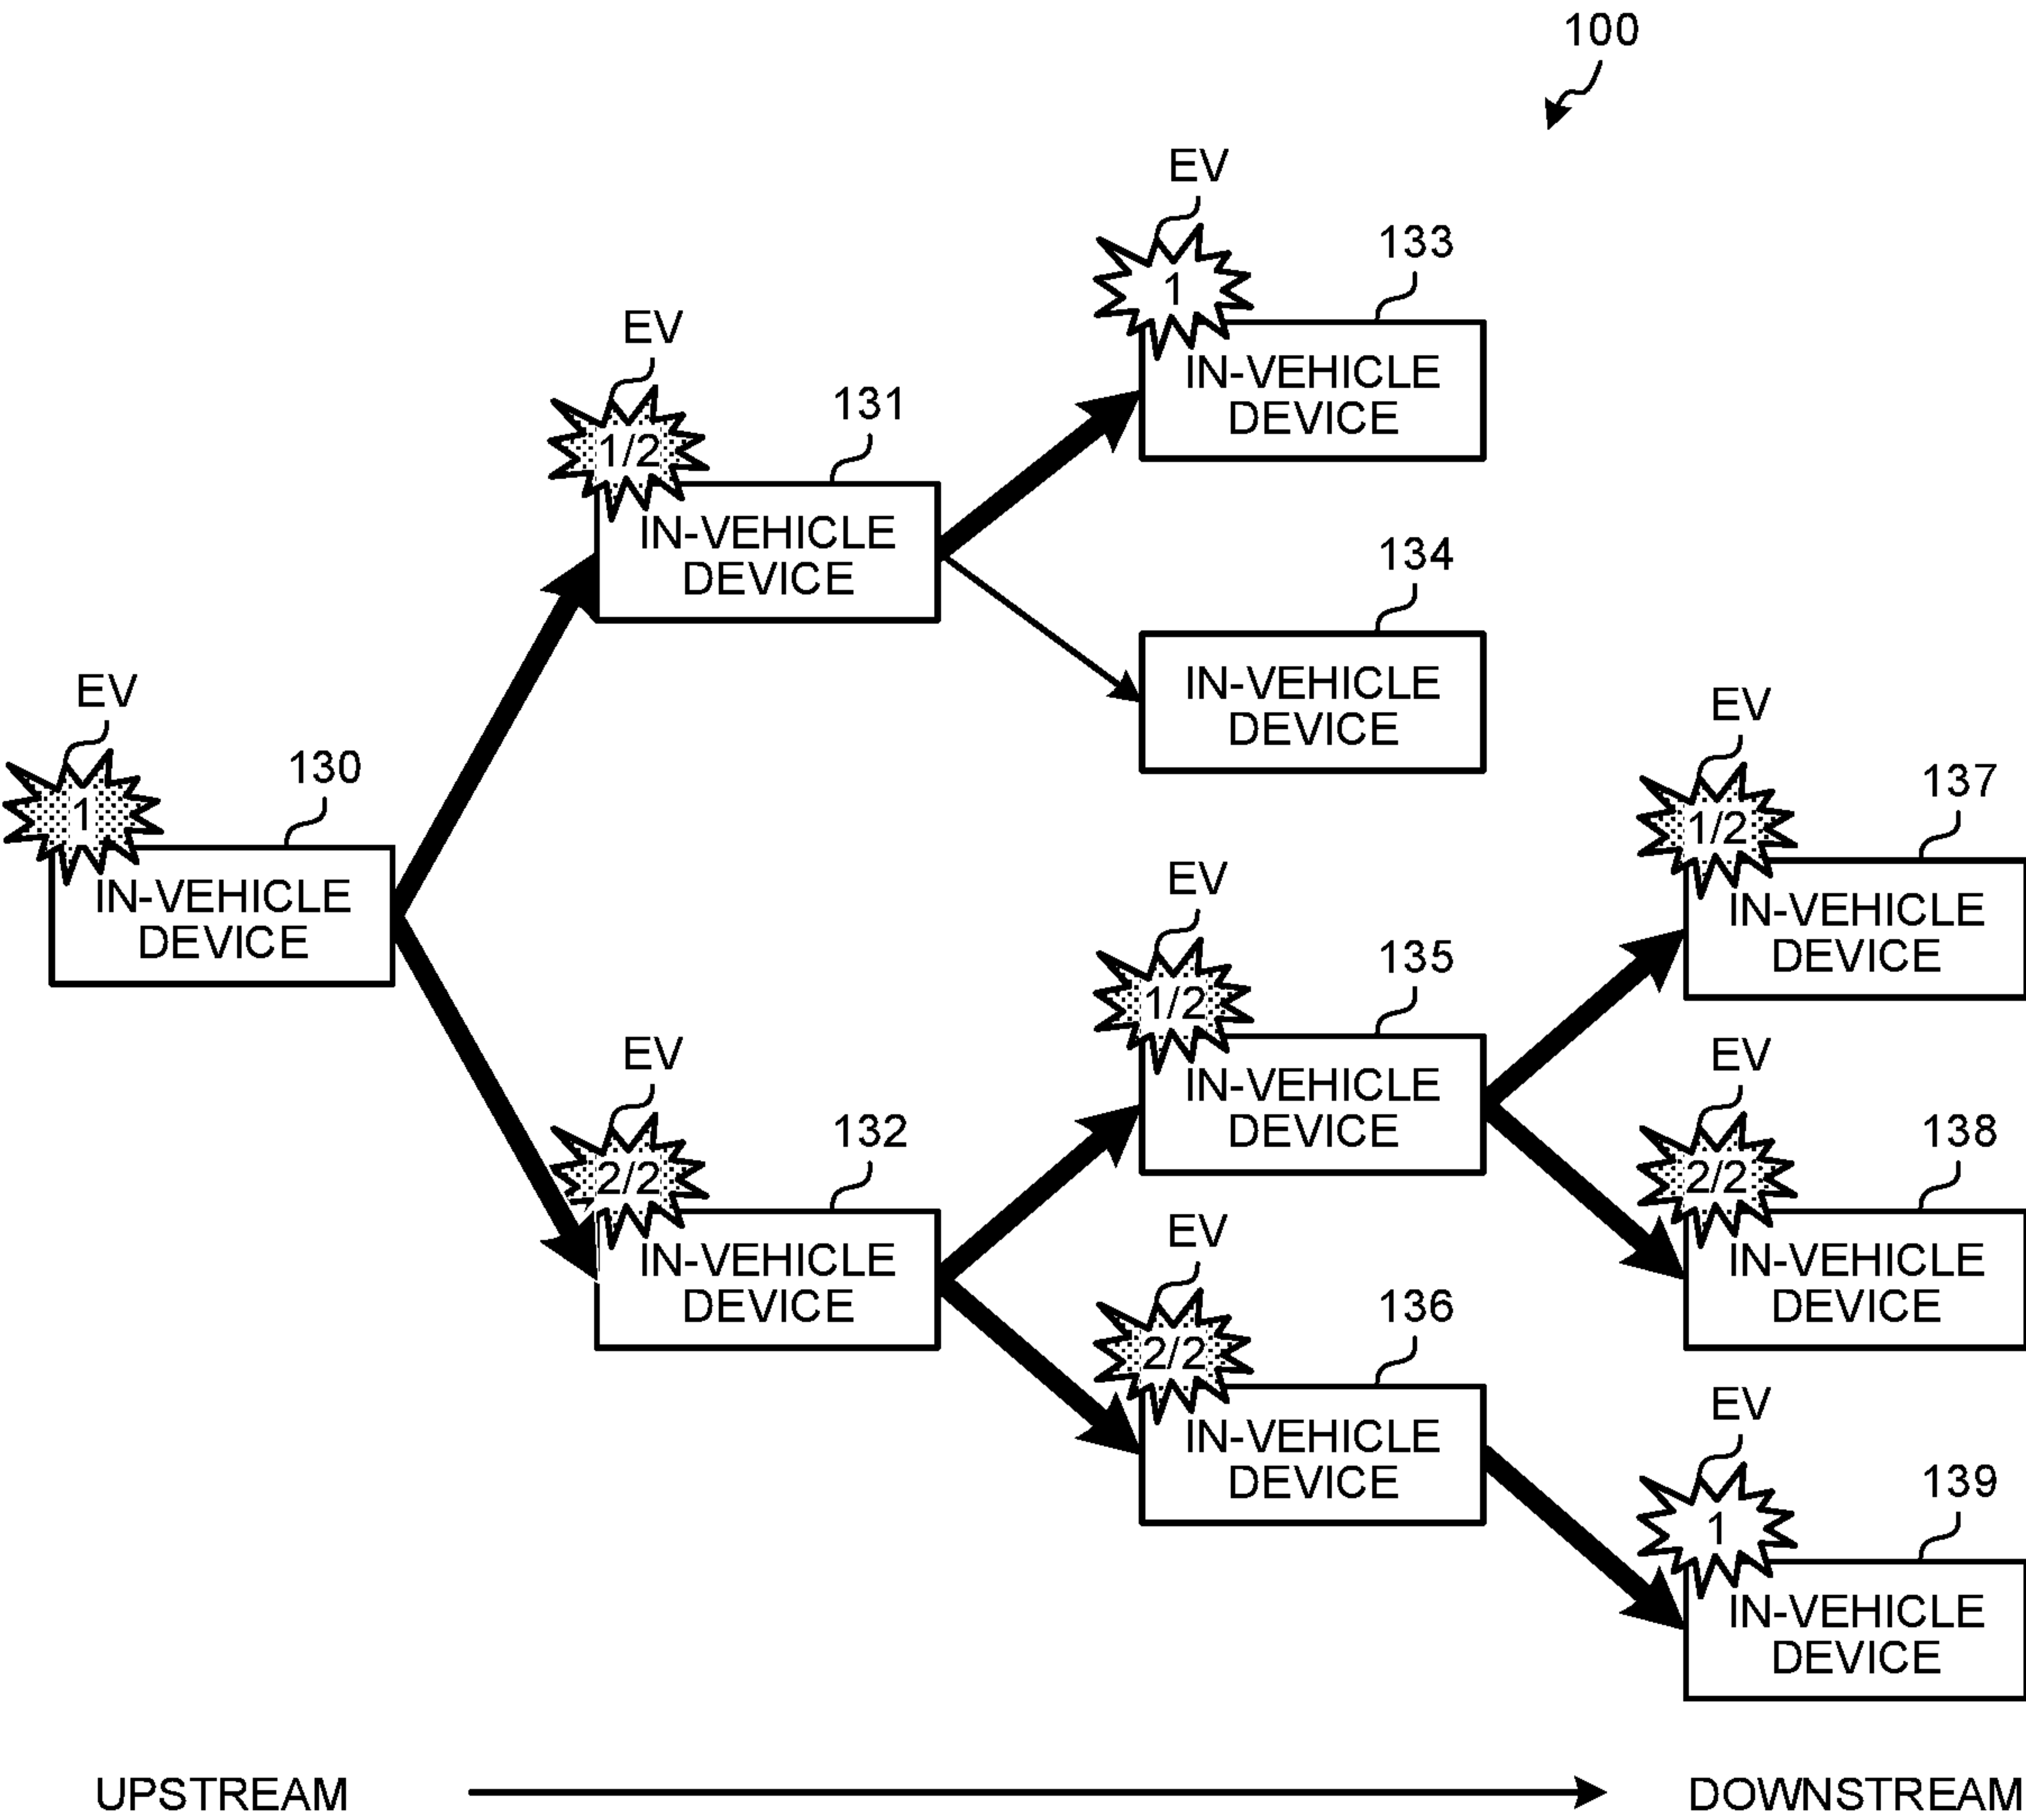 100
EV
1
133
IN-VEHICLE
DEVICE
EV
1/2
131
IN-VEHICLE
DEVICE
134
IN-VEHICLE
DEVICE
EV
1
130
IN-VEHICLE
DEVICE
EV
1/2
137
IN-VEHICLE
DEVICE
EV
1/2
135
IN-VEHICLE
DEVICE
EV
2/2
132
IN-VEHICLE
DEVICE
EV
2/2
138
IN-VEHICLE
DEVICE
EV
2/2
136
IN-VEHICLE
DEVICE
EV
1
139
IN-VEHICLE
DEVICE
UPSTREAM
DOWNSTREAM